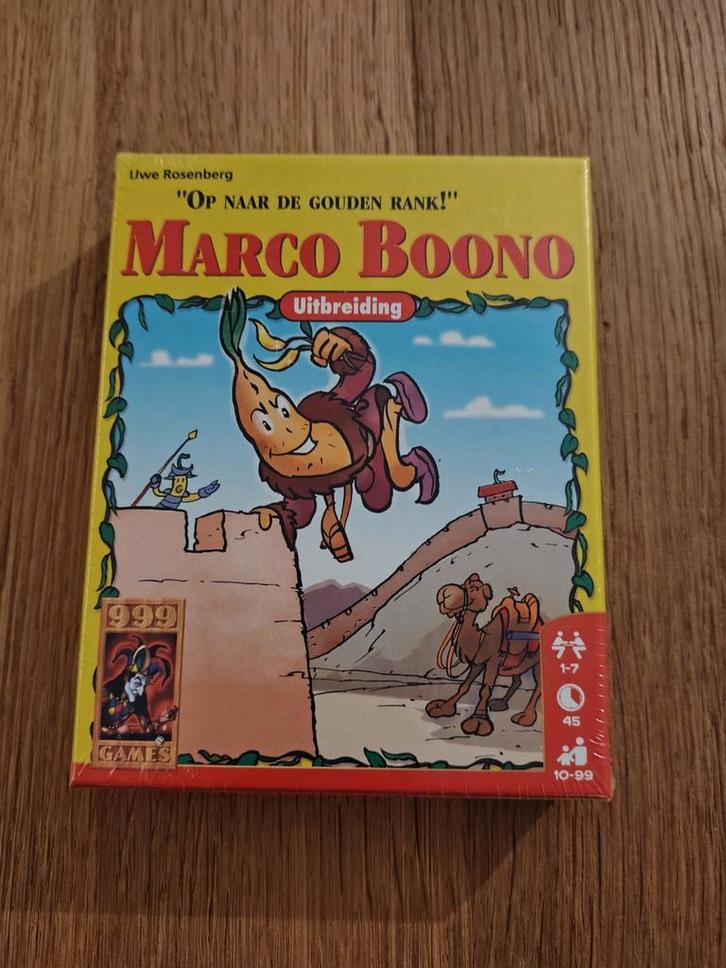 Uwe Rosenberg
"Op naar de gouden rank!"
Marco Boono
Uitbreiding
999
GAMES
1-7
45
10-99